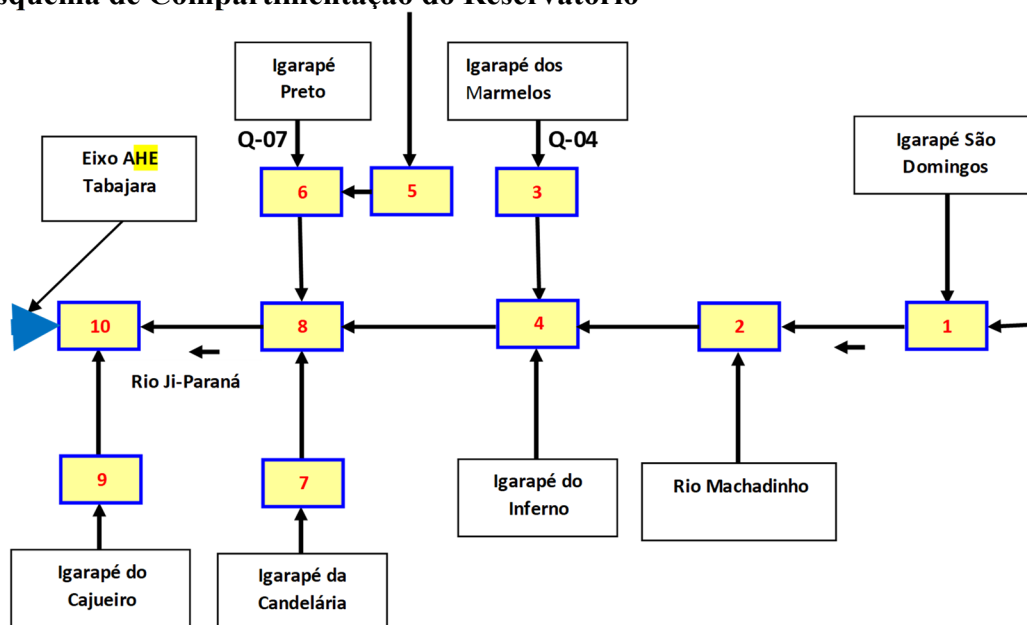 squema de Compartimentação do Reservatório
Igarapé
Preto
Igarapé dos
Marmelos
Q-07
Q-04
Eixo AHE
Tabajara
Igarapé São
Domingos
6
5
3
10
8
4
2
1
Rio Ji-Paraná
9
7
Igarapé do
Inferno
Rio Machadinho
Igarapé do
Cajueiro
Igarapé da
Candelária